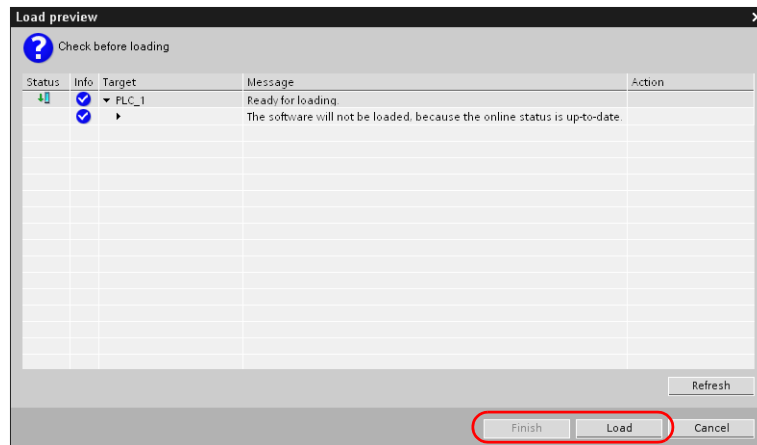 Load preview
Check before loading
Status Info Target Message Action
PLC_1 Ready for loading.
The software will not be loaded, because the online status is up-to-date.
Refresh
Finish Load Cancel